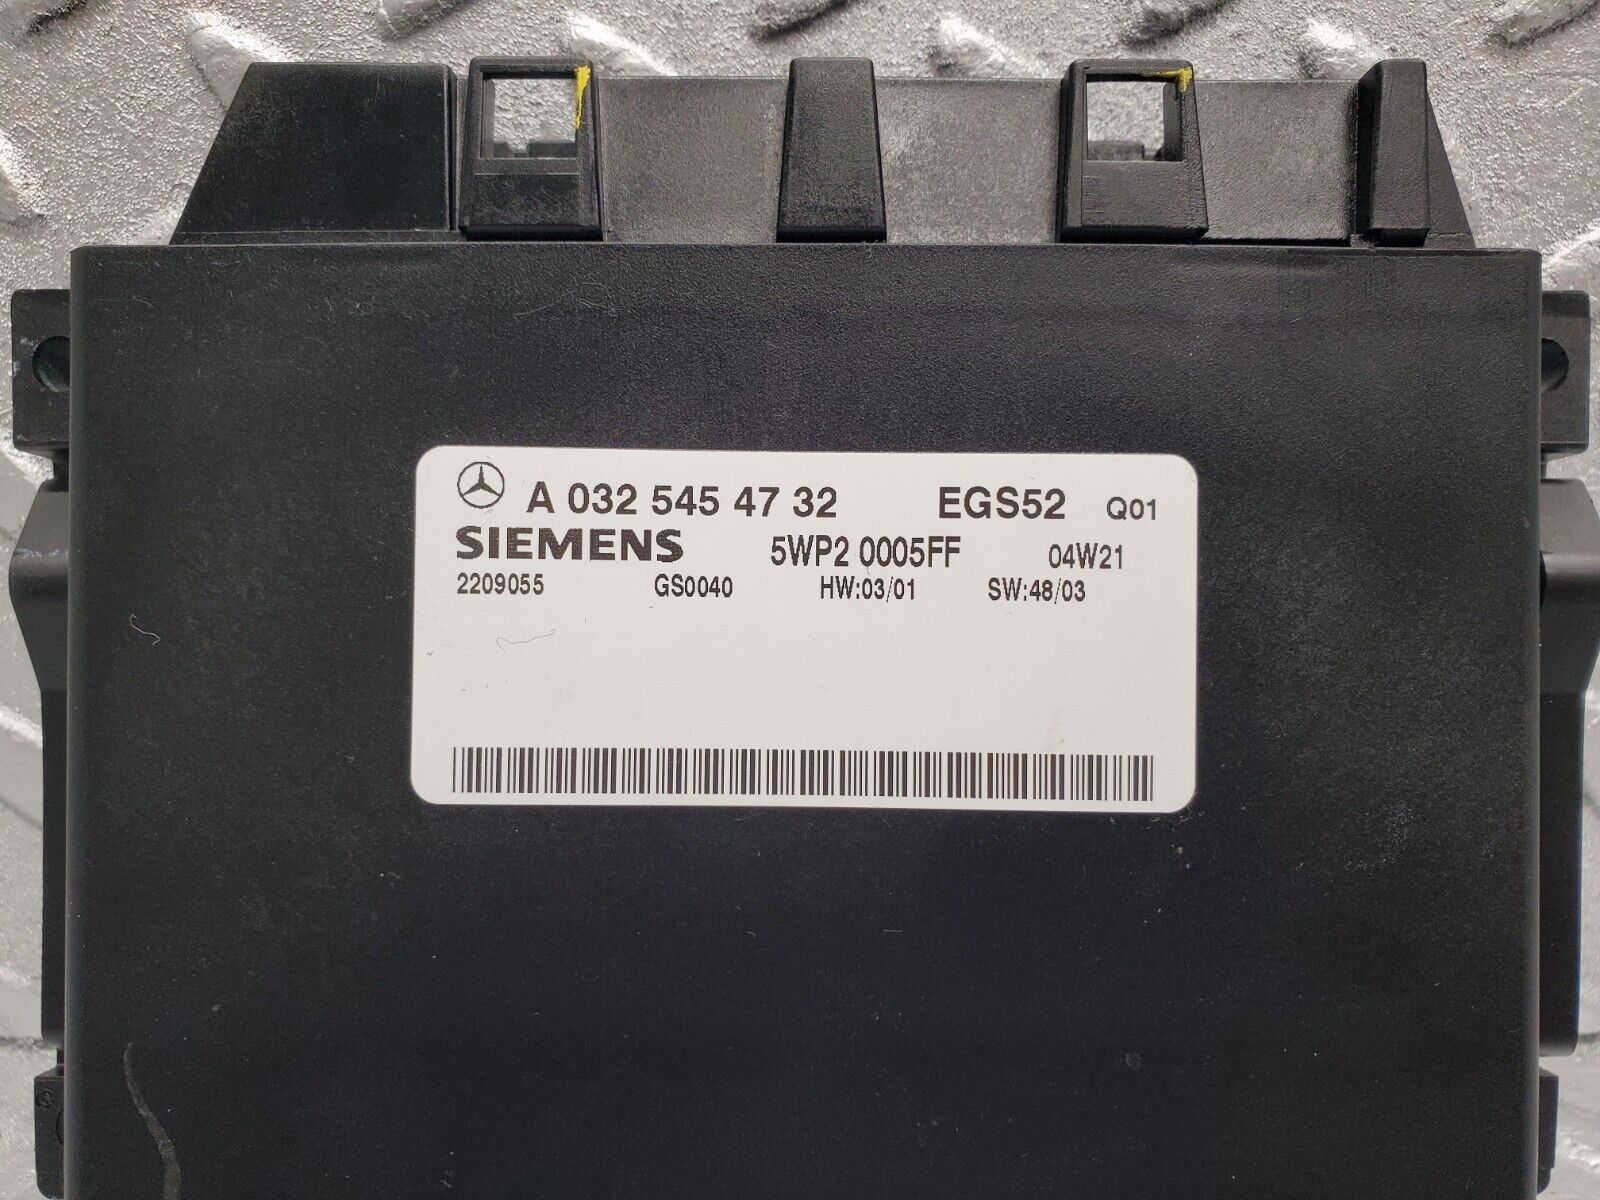 A 032 545 47 32 EGS52 Q01
SIEMENS 5WP2 0005FF 04W21
2209055 GS0040 HW:03/01 SW:48/03